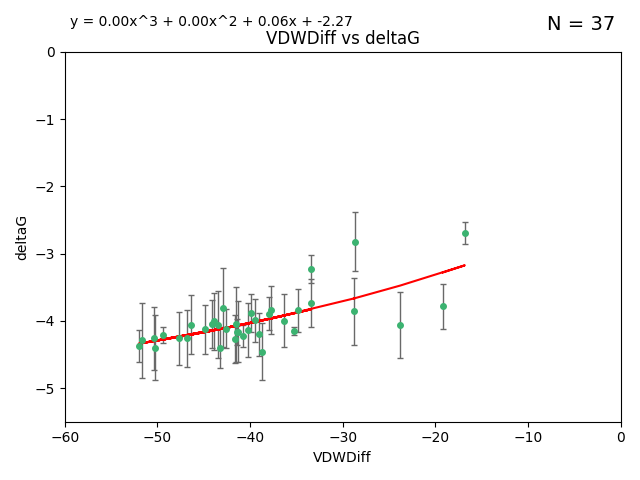 y = 0.00x^3 + 0.00x^2 + 0.06x + -2.27
N = 37
VDWDiff vs deltaG
0
−1
−2
−3
−4
−5
deltaG
−60 −50 −40 −30 −20 −10 0
VDWDiff